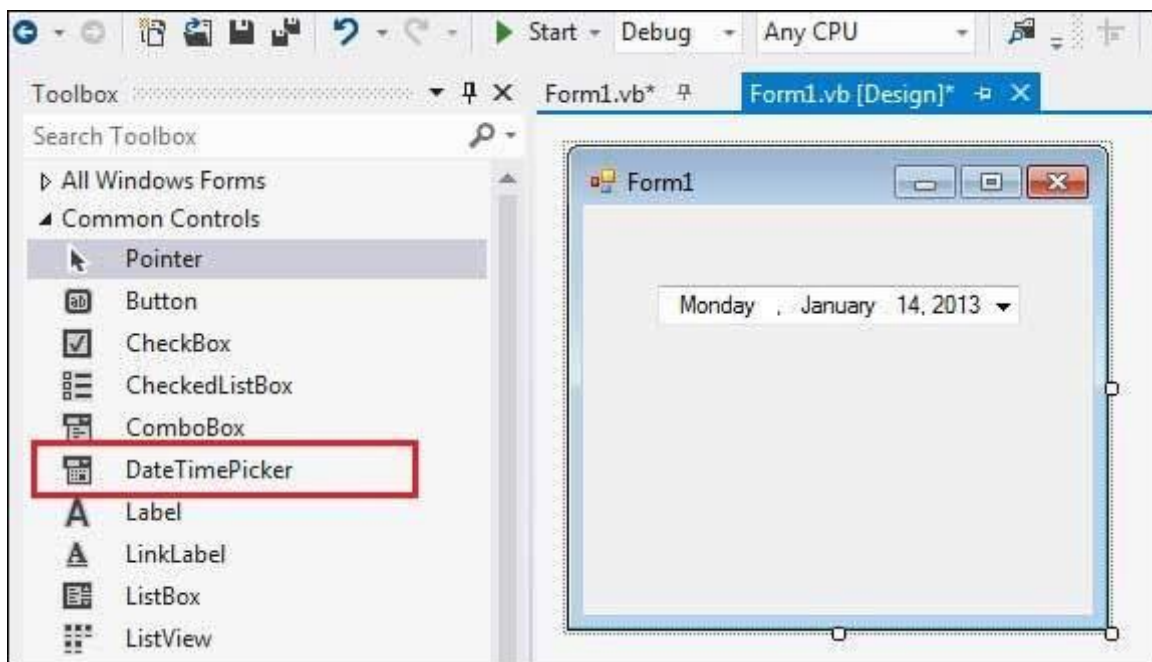 Start Debug Any CPU
Toolbox
Form1.vb* Form1.vb [Design]*
Search Toolbox
All Windows Forms
Common Controls
Pointer
Button
CheckBox
CheckedListBox
ComboBox
DateTimePicker
Label
LinkLabel
ListBox
ListView
Form1
Monday , January 14, 2013